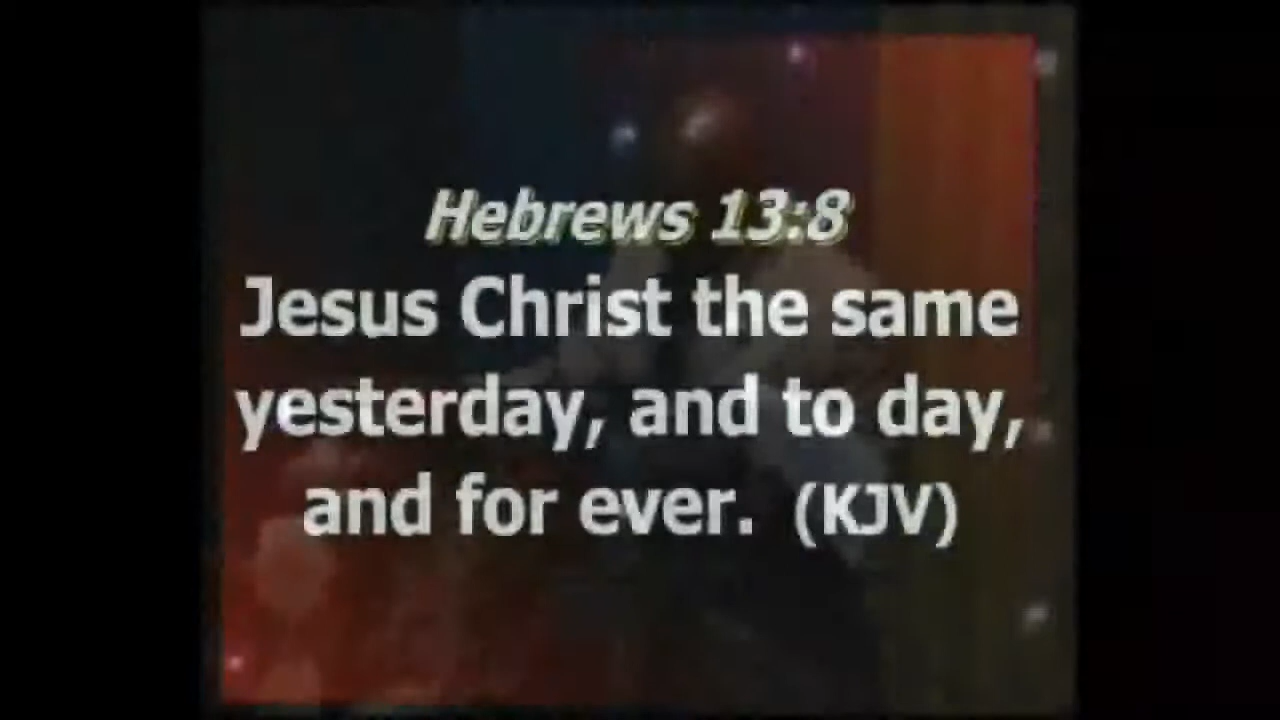 Hebrews 13:8
Jesus Christ the same
yesterday, and to day,
and for ever. (KJV)